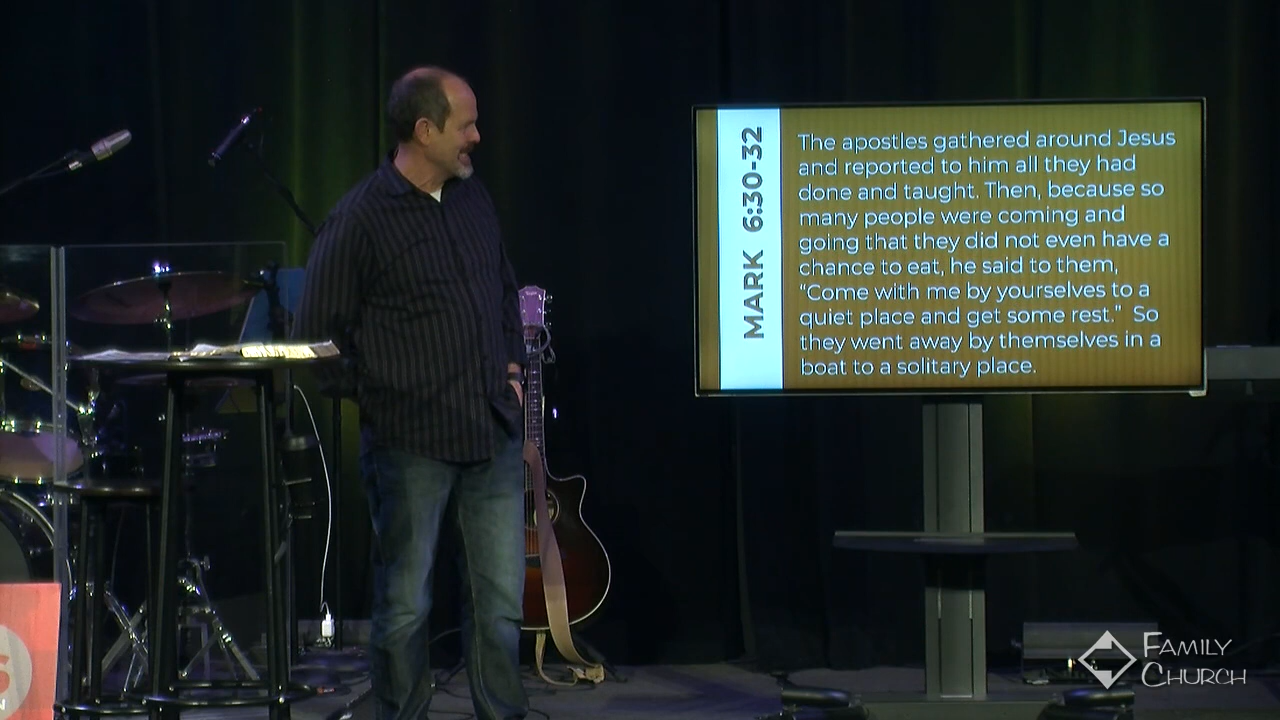 MARK 6:30-32
The apostles gathered around Jesus
and reported to him all they had
done and taught. Then, because so
many people were coming and
going that they did not even have a
chance to eat, he said to them,
“Come with me by yourselves to a
quiet place and get some rest.” So
they went away by themselves in a
boat to a solitary place.
FAMILY
CHURCH